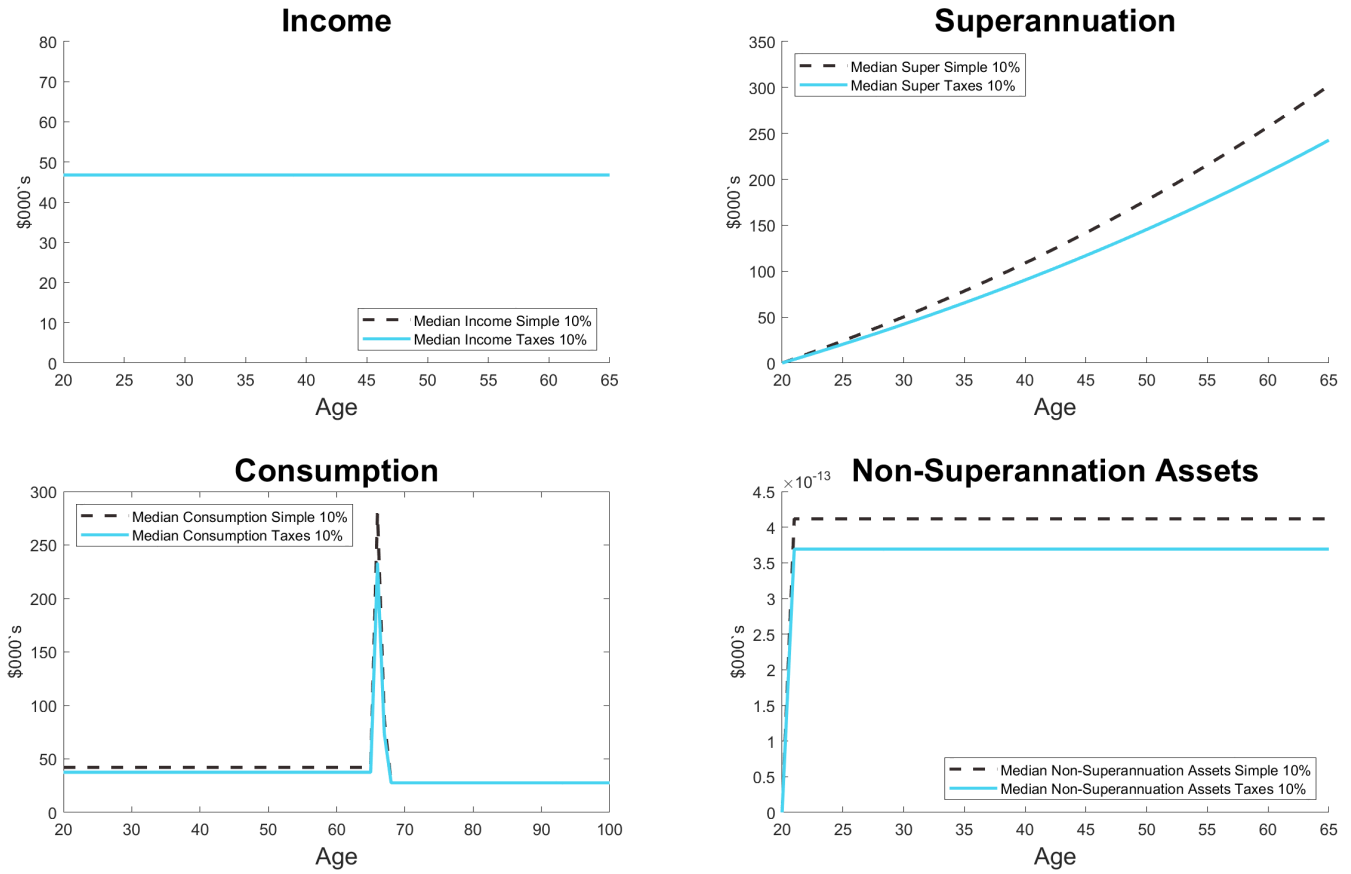 Income
80
70
60
50
40
30
20
10
0
$000`s
Median Income Simple 10%
Median Income Taxes 10%
20 25 30 35 40 45 50 55 60 65
Age
Superannuation
350
300
250
200
150
100
50
0
$000`s
Median Super Simple 10%
Median Super Taxes 10%
20 25 30 35 40 45 50 55 60 65
Age
Consumption
300
250
200
150
100
50
0
$000`s
Median Consumption Simple 10%
Median Consumption Taxes 10%
20 30 40 50 60 70 80 90 100
Age
Non-Superannation Assets
×10-13
4.5
4
3.5
3
2.5
2
1.5
1
0.5
0
$000`s
Median Non-Superannuation Assets Simple 10%
Median Non-Superannuation Assets Taxes 10%
20 25 30 35 40 45 50 55 60 65
Age